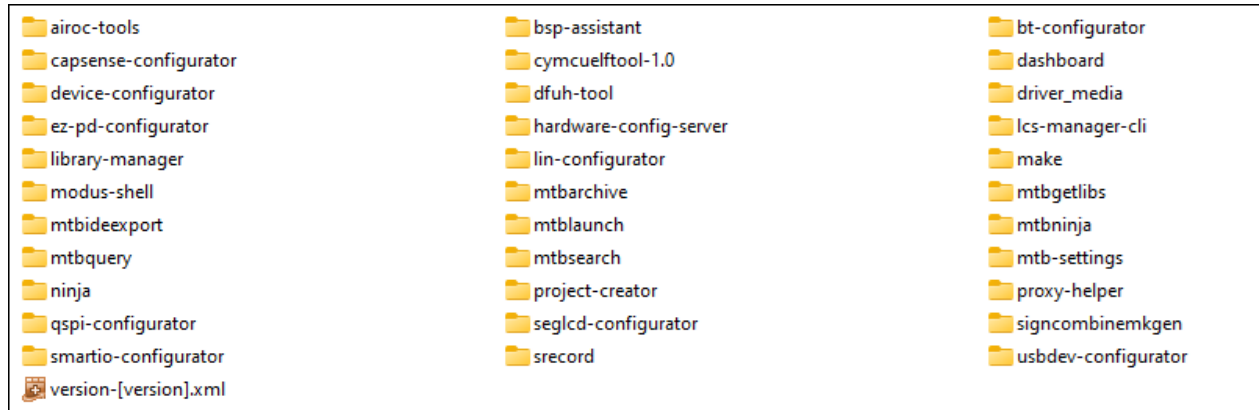 airoc-tools
bsp-assistant
bt-configurator
capsense-configurator
cymcuelftool-1.0
dashboard
device-configurator
dfuh-tool
driver_media
ez-pd-configurator
hardware-config-server
lcs-manager-cli
library-manager
lin-configurator
make
modus-shell
mtbarchive
mtbgetlibs
mtbideexport
mtblaunch
mtbninja
mtbquery
mtbsearch
mtb-settings
ninja
project-creator
proxy-helper
qspi-configurator
seglcd-configurator
signcombinemkgen
smartio-configurator
srecord
usbdev-configurator
version-[version].xml